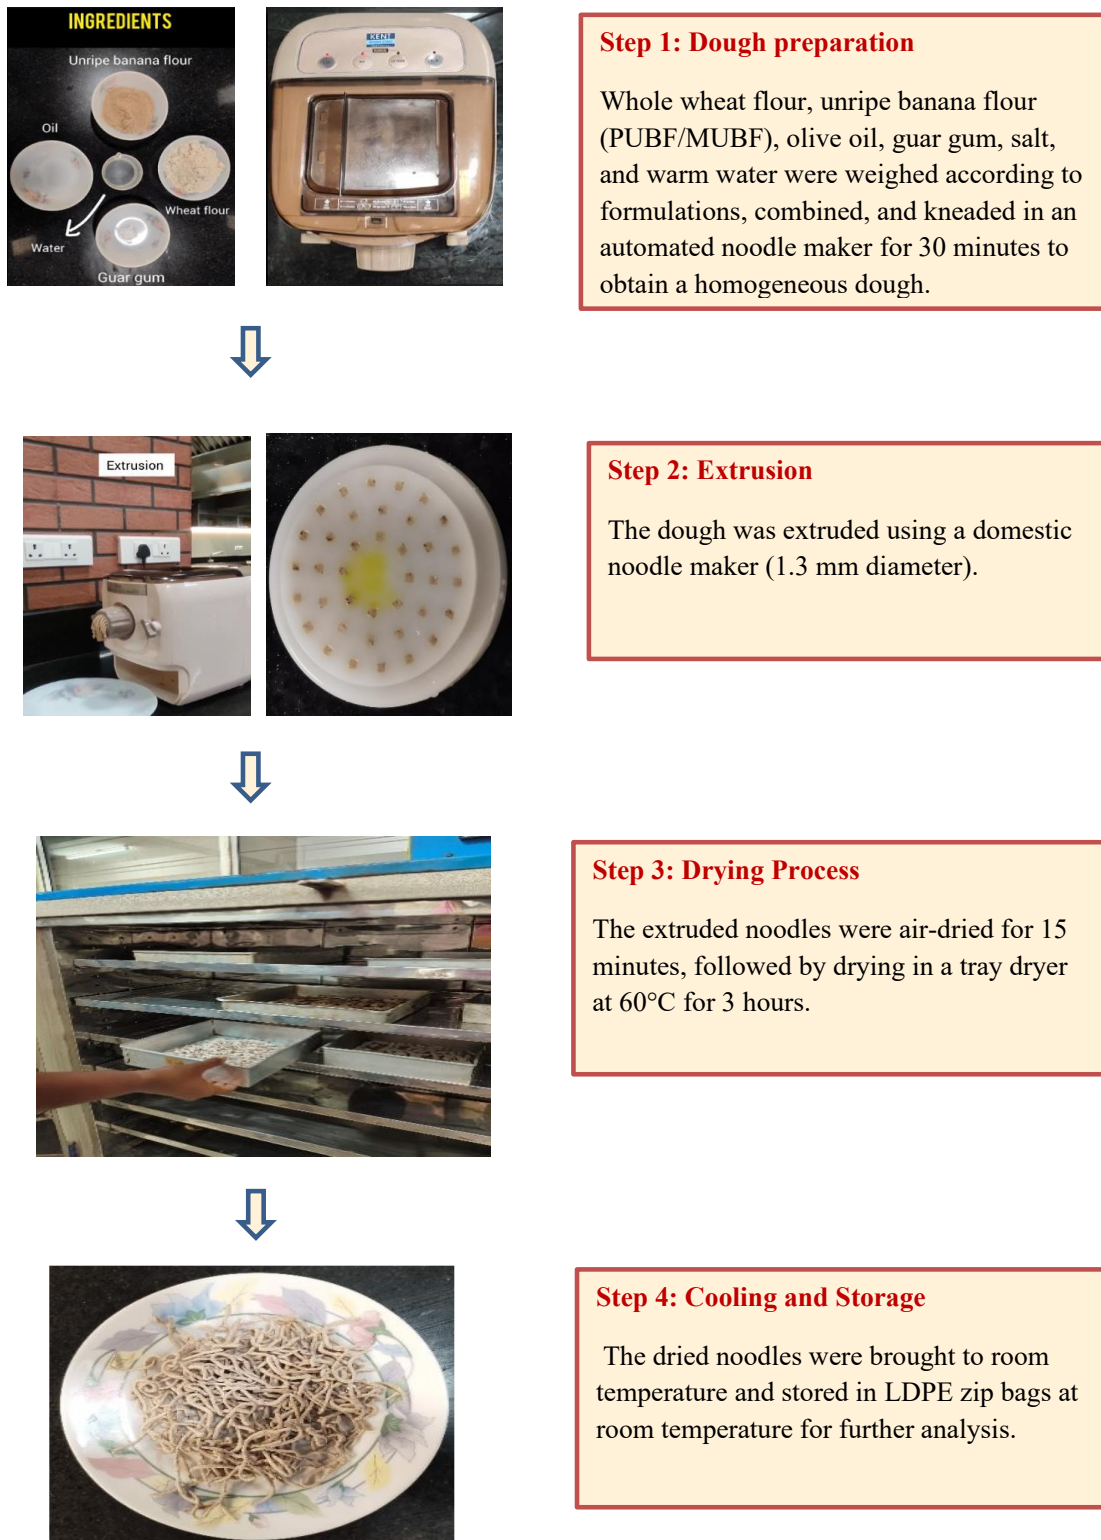 INGREDIENTS
Unripe banana flour
Oil
Wheat flour
Water
Guar gum
KENT
Step 1: Dough preparation
Whole wheat flour, unripe banana flour
(PUBF/MUBF), olive oil, guar gum, salt,
and warm water were weighed according to
formulations, combined, and kneaded in an
automated noodle maker for 30 minutes to
obtain a homogeneous dough.
Extrusion
Step 2: Extrusion
The dough was extruded using a domestic
noodle maker (1.3 mm diameter).
Step 3: Drying Process
The extruded noodles were air-dried for 15
minutes, followed by drying in a tray dryer
at 60°C for 3 hours.
Step 4: Cooling and Storage
The dried noodles were brought to room
temperature and stored in LDPE zip bags at
room temperature for further analysis.